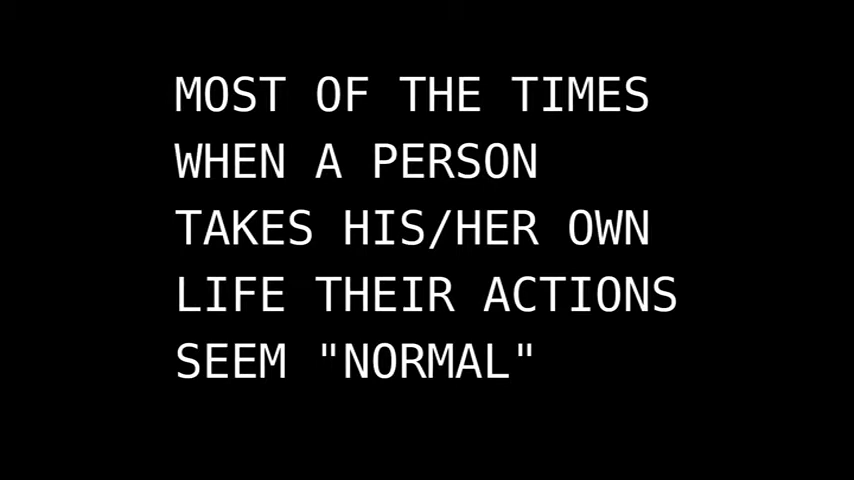 MOST OF THE TIMES
WHEN A PERSON
TAKES HIS/HER OWN
LIFE THEIR ACTIONS
SEEM "NORMAL"